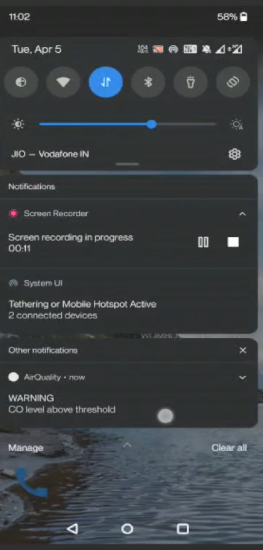 11:02
58%
Tue, Apr 5
JIO — Vodafone IN
Notifications
Screen Recorder
Screen recording in progress
00:11
System UI
Tethering or Mobile Hotspot Active
2 connected devices
Other notifications
AirQuality • now
WARNING
CO level above threshold
Manage
Clear all